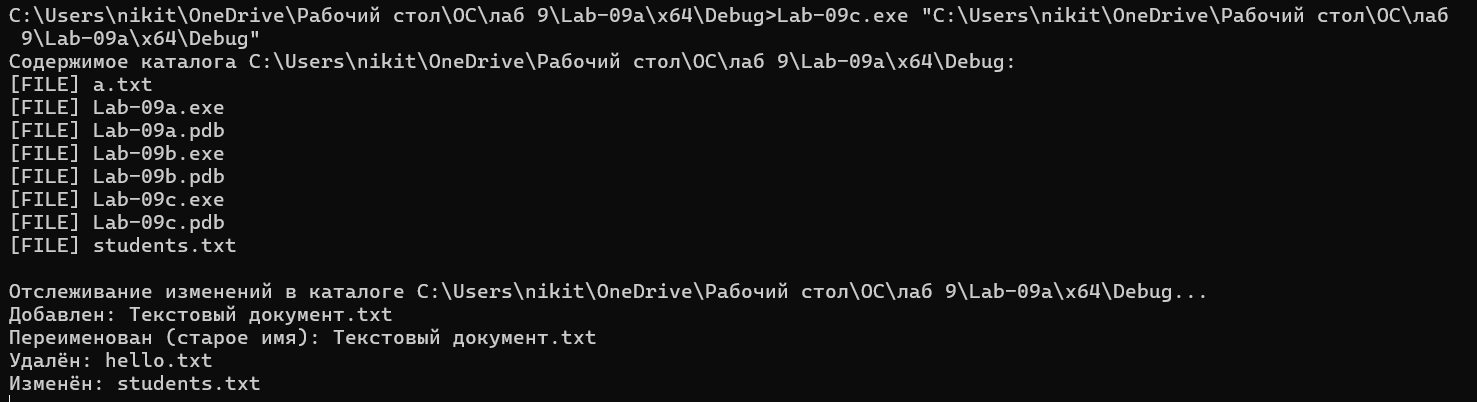 C:\Users\nikit\OneDrive\Рабочий стол\ОС\лаб 9\Lab-09a\x64\Debug>Lab-09c.exe "C:\Users\nikit\OneDrive\Рабочий стол\ОС\лаб
 9\Lab-09a\x64\Debug"
Содержимое каталога C:\Users\nikit\OneDrive\Рабочий стол\ОС\лаб 9\Lab-09a\x64\Debug:
[FILE] a.txt
[FILE] Lab-09a.exe
[FILE] Lab-09a.pdb
[FILE] Lab-09b.exe
[FILE] Lab-09b.pdb
[FILE] Lab-09c.exe
[FILE] Lab-09c.pdb
[FILE] students.txt

Отслеживание изменений в каталоге C:\Users\nikit\OneDrive\Рабочий стол\ОС\лаб 9\Lab-09a\x64\Debug...
Добавлен: Текстовый документ.txt
Переименован (старое имя): Текстовый документ.txt
Удалён: hello.txt
Изменён: students.txt